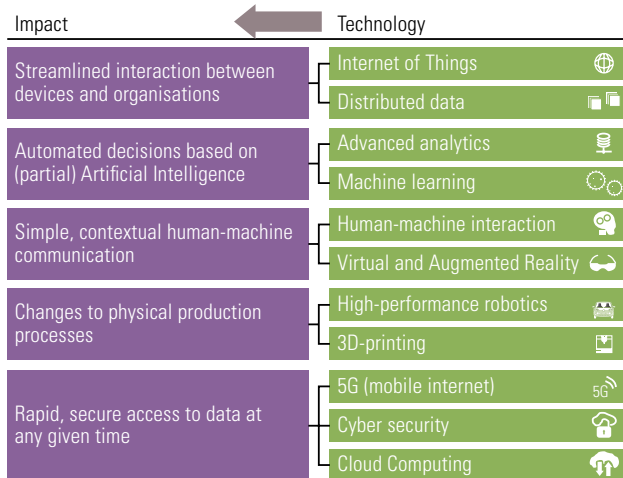 Impact
Technology
Streamlined interaction between
devices and organisations
Internet of Things
Distributed data
Automated decisions based on
(partial) Artificial Intelligence
Advanced analytics
Machine learning
Simple, contextual human-machine
communication
Human-machine interaction
Virtual and Augmented Reality
Changes to physical production
processes
High-performance robotics
3D-printing
Rapid, secure access to data at
any given time
5G (mobile internet)
5G
Cyber security
Cloud Computing